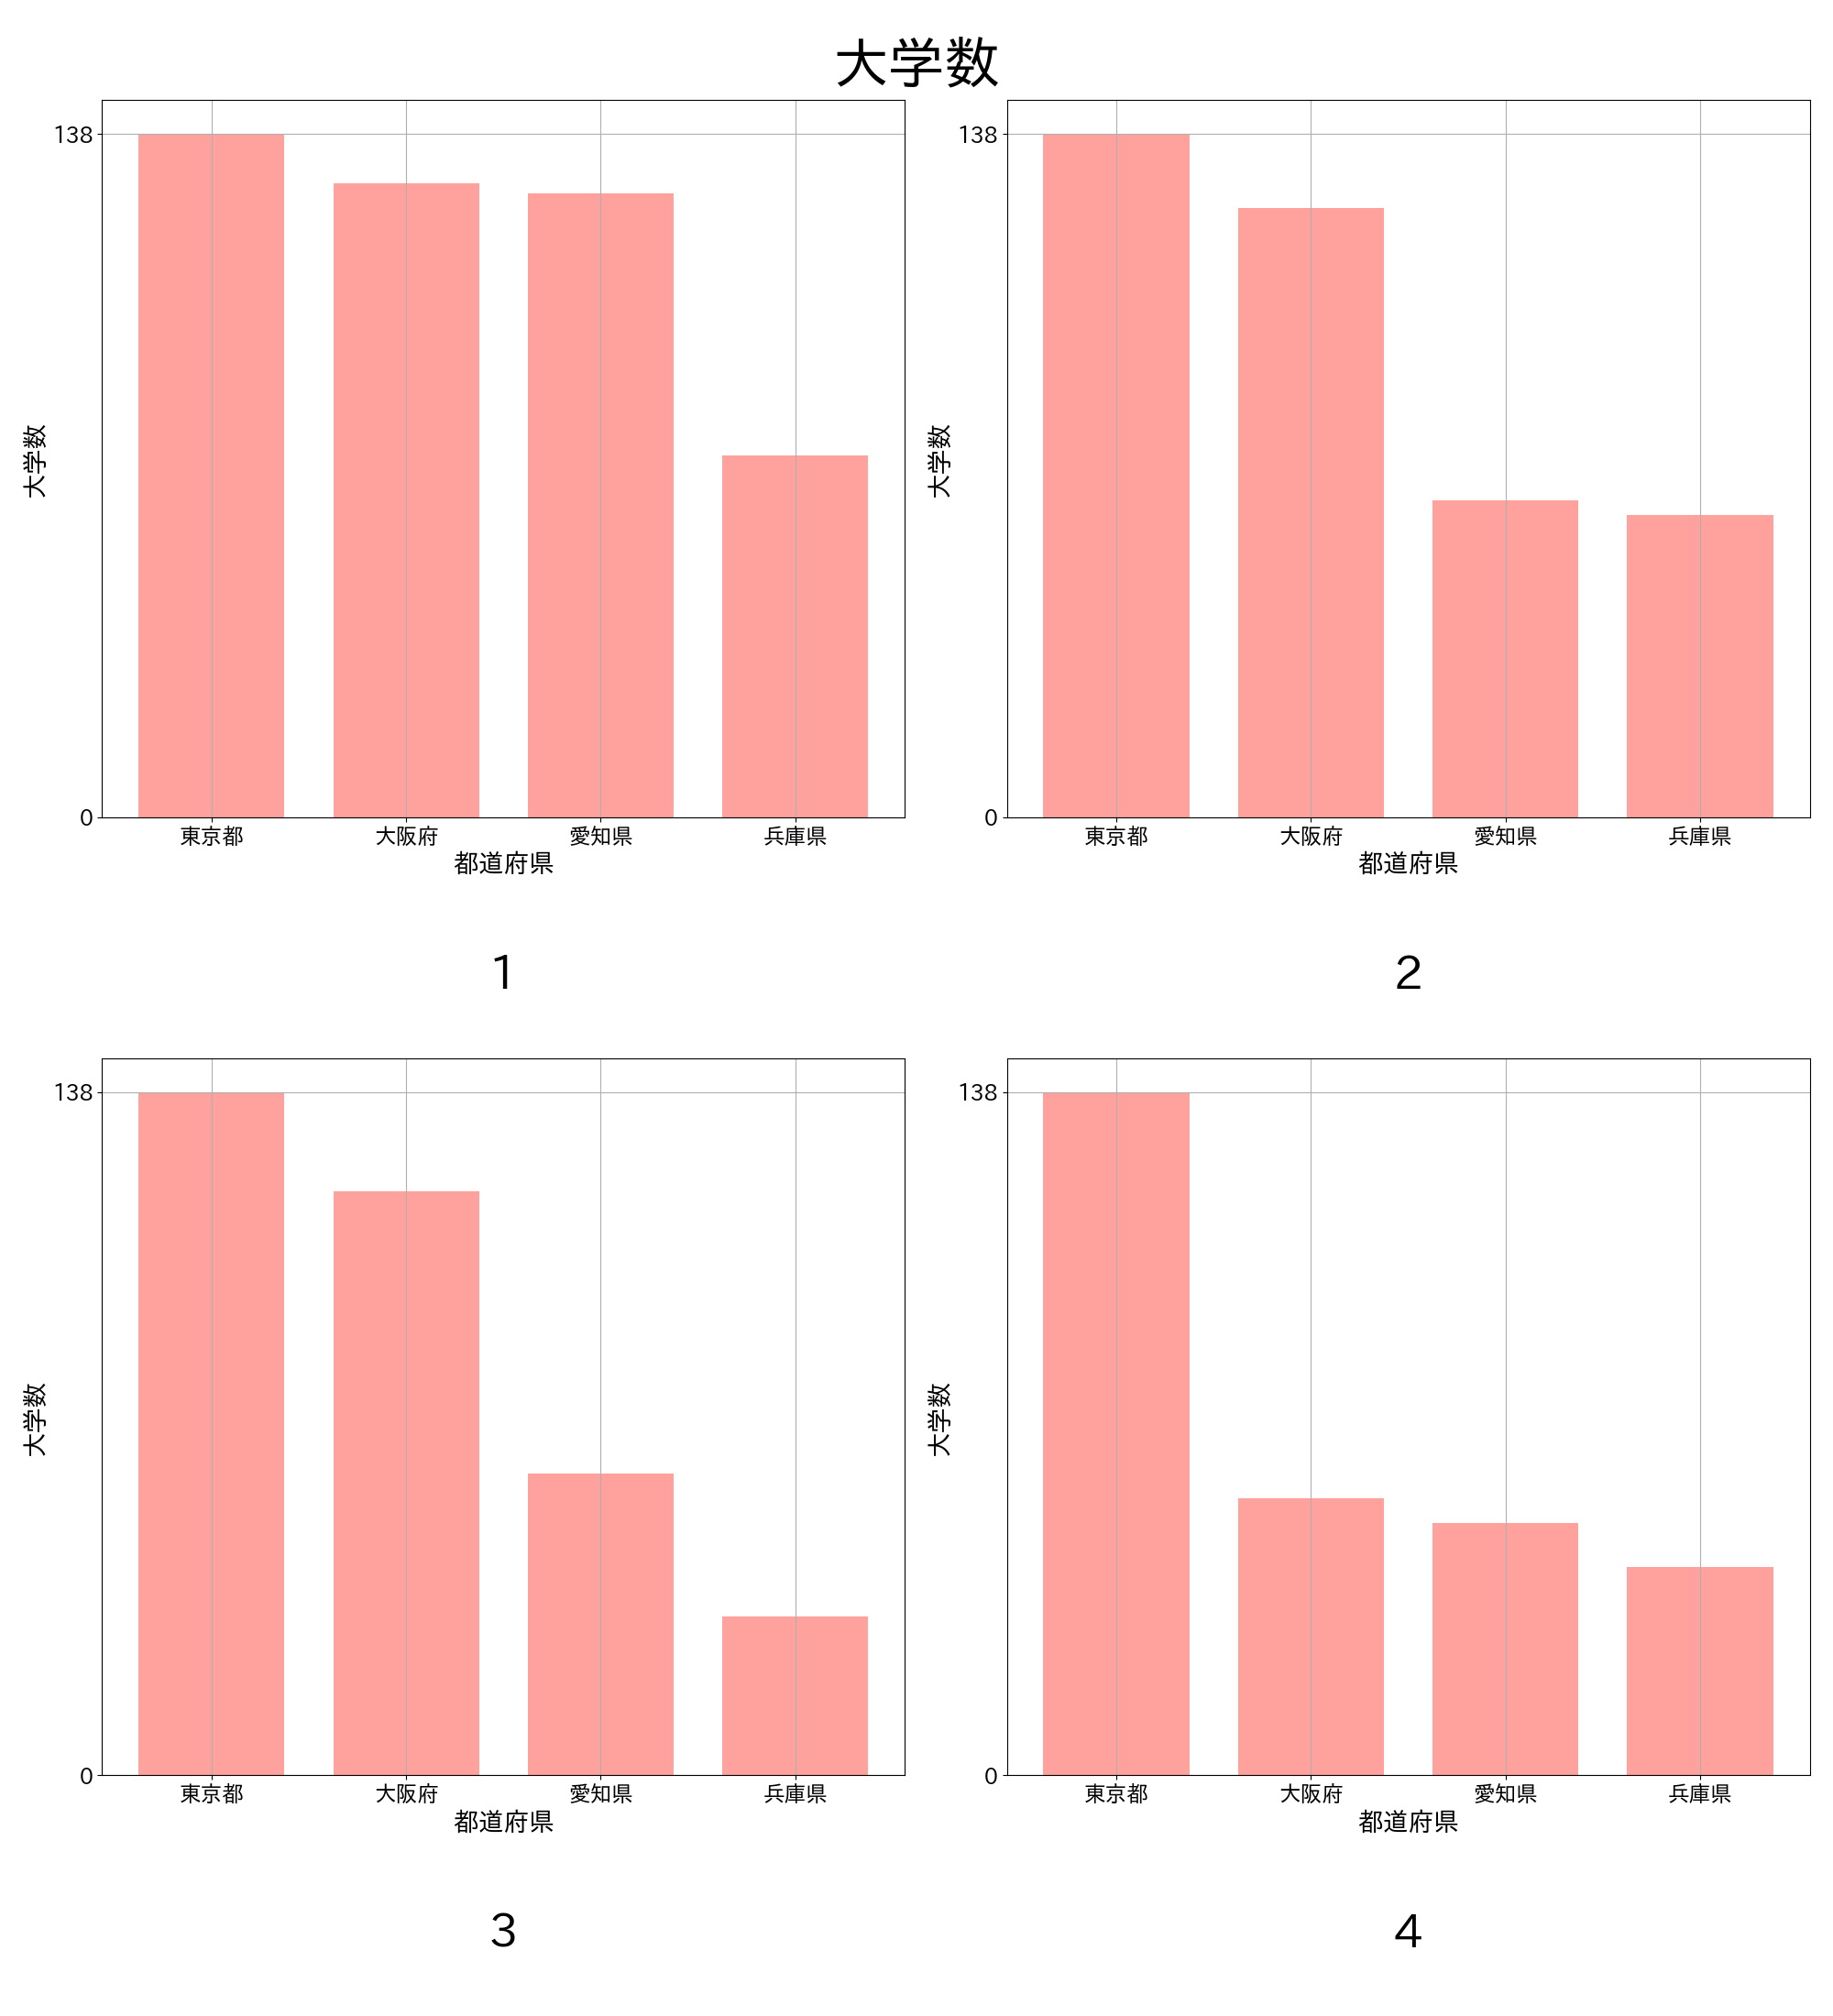 大学数
138
大学数
0
東京都 大阪府 愛知県 兵庫県
都道府県
1
138
大学数
0
東京都 大阪府 愛知県 兵庫県
都道府県
2
138
大学数
0
東京都 大阪府 愛知県 兵庫県
都道府県
3
138
大学数
0
東京都 大阪府 愛知県 兵庫県
都道府県
4